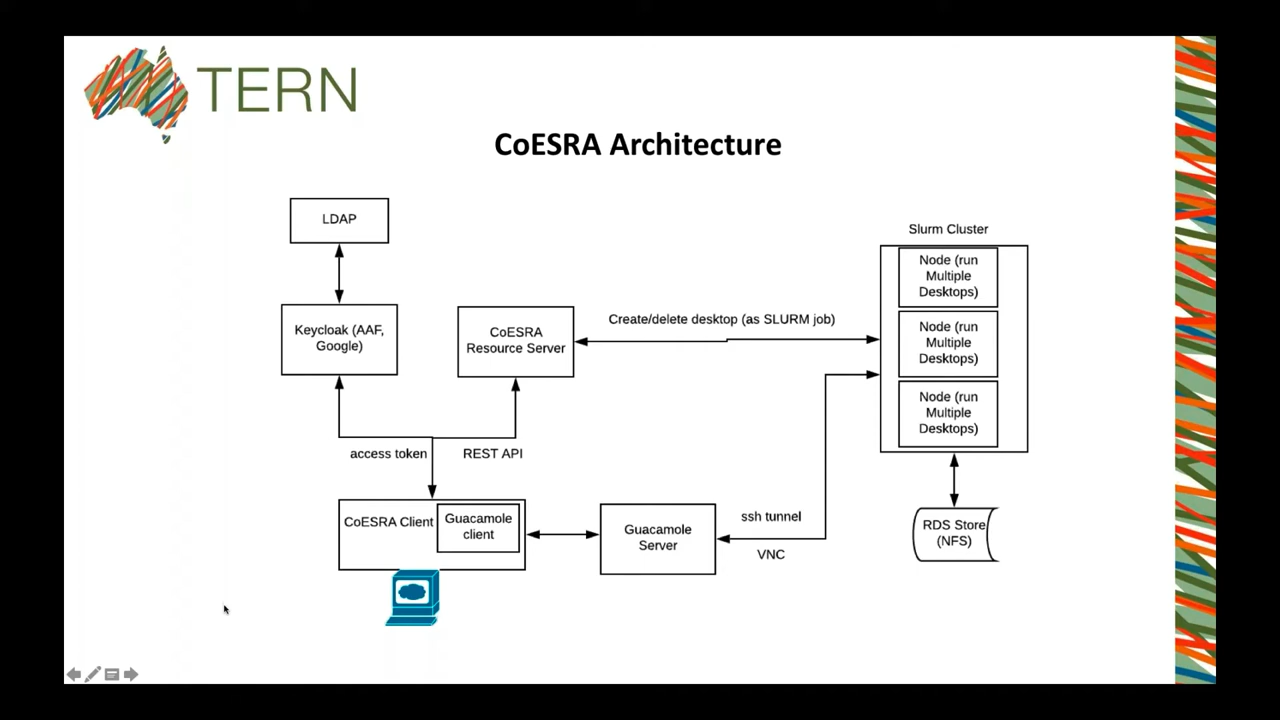 TERN
CoESRA Architecture
LDAP
Slurm Cluster
Node (run
Multiple
Desktops)
Keycloak (AAF,
Google)
CoESRA
Resource Server
Create/delete desktop (as SLURM job)
Node (run
Multiple
Desktops)
Node (run
Multiple
Desktops)
access token
REST API
CoESRA Client
Guacamole
client
Guacamole
Server
ssh tunnel
VNC
RDS Store
(NFS)